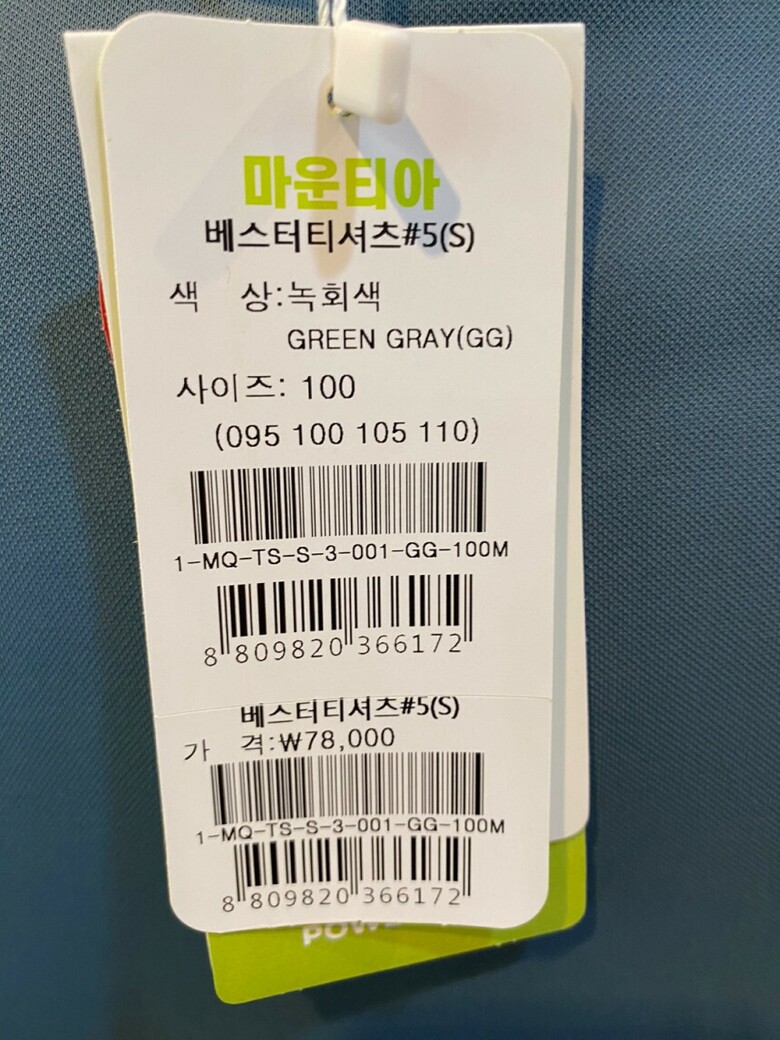 마운티아
베스터티셔츠#5(S)
색 상:녹회색
GREEN GRAY(GG)
사이즈: 100
(095 100 105 110)
1-MQ-TS-S-3-001-GG-100M
8 809820 366172
베스터티셔츠#5(S)
가 격:₩78,000
1-MQ-TS-S-3-001-GG-100M
8 809820 366172